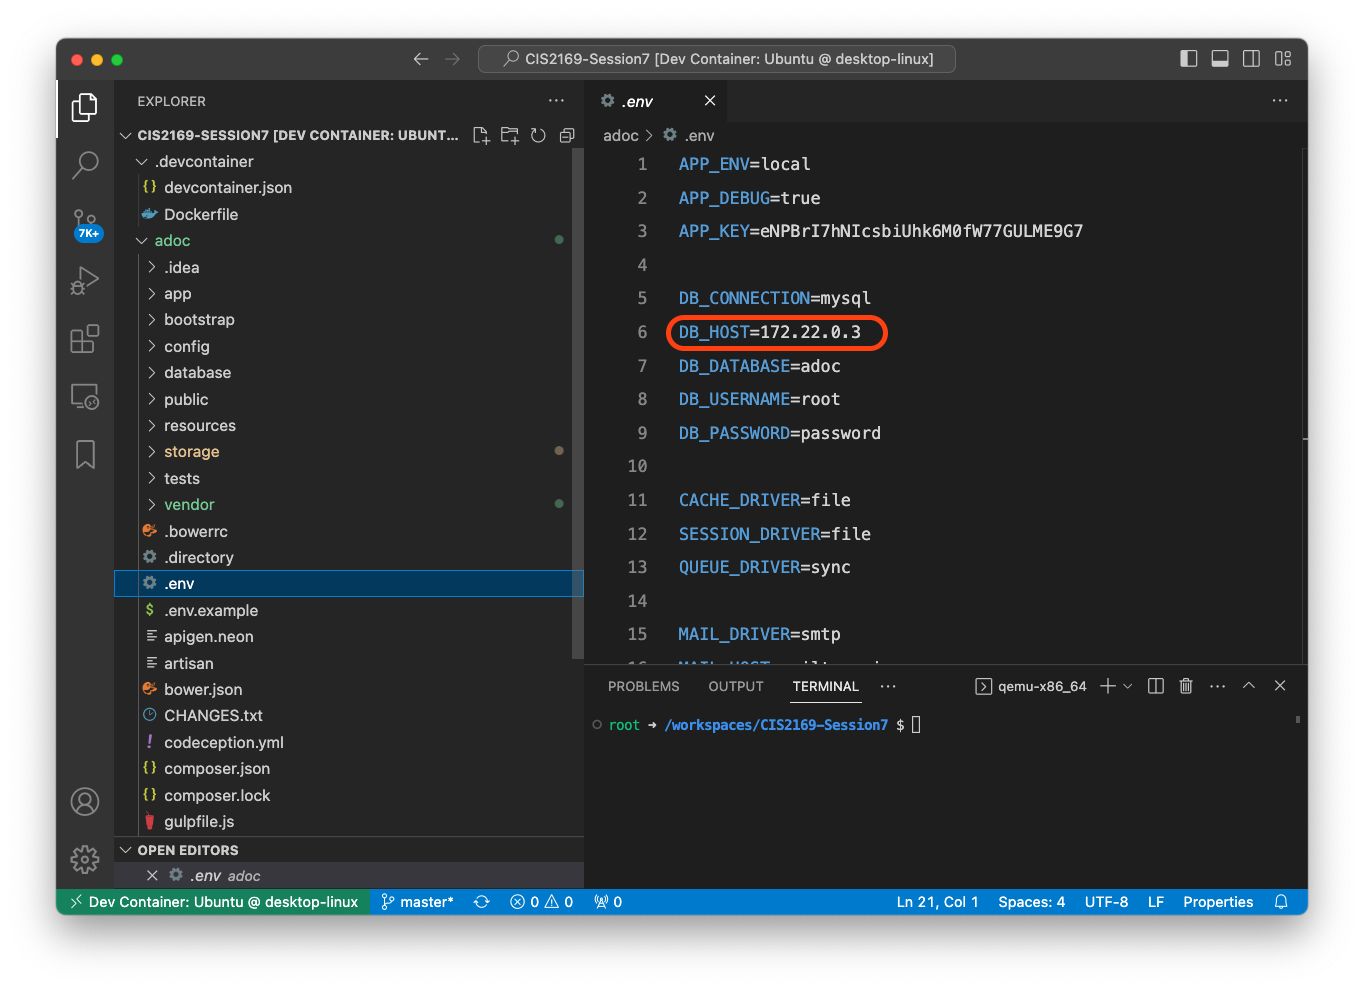 CIS2169-Session7 [Dev Container: Ubuntu @ desktop-linux]
EXPLORER
CIS2169-SESSION7 [DEV CONTAINER: UBUNT...
.devcontainer
devcontainer.json
Dockerfile
7K+
adoc
.idea
app
bootstrap
config
database
public
resources
storage
tests
vendor
.bowerrc
.directory
.env
.env.example
apigen.neon
artisan
bower.json
CHANGES.txt
codeception.yml
composer.json
composer.lock
gulpfile.js
OPEN EDITORS
.env adoc
.env
adoc > .env
1 APP_ENV=local
2 APP_DEBUG=true
3 APP_KEY=eNPBrI7hNIcsbiUhk6M0fW77GULME9G7
4
5 DB_CONNECTION=mysql
6 DB_HOST=172.22.0.3
7 DB_DATABASE=adoc
8 DB_USERNAME=root
9 DB_PASSWORD=password
10
11 CACHE_DRIVER=file
12 SESSION_DRIVER=file
13 QUEUE_DRIVER=sync
14
15 MAIL_DRIVER=smtp
PROBLEMS OUTPUT TERMINAL ... qemu-x86_64
root → /workspaces/CIS2169-Session7 $
Dev Container: Ubuntu @ desktop-linux master* 0 0 0 Ln 21, Col 1 Spaces: 4 UTF-8 LF Properties